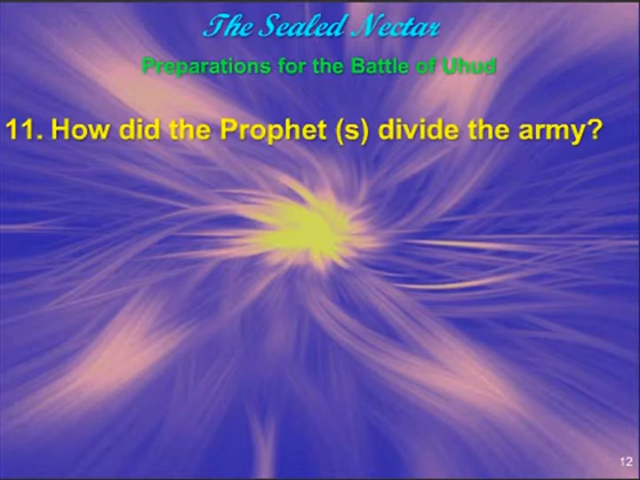 The Sealed Nectar
Preparations for the Battle of Uhud
11. How did the Prophet (s) divide the army?
12